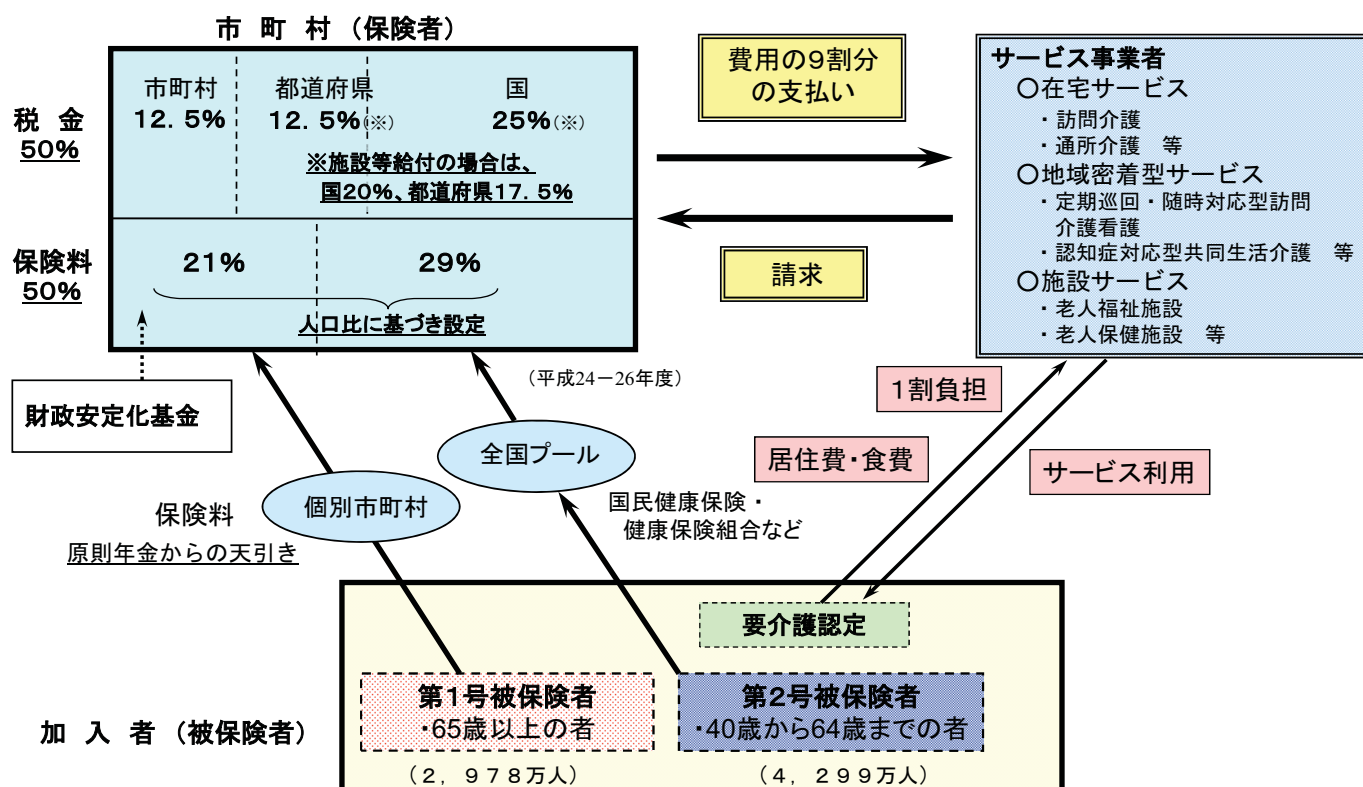 市 町 村（保険者）
市町村
12．5%
都道府県
12．5%(※)
国
25%(※)
税 金
50%
※施設等給付の場合は、
国20%、都道府県17．5%
保険料
50%
21%
29%
人口比に基づき設定
財政安定化基金
（平成24－26年度）
費用の9割分
の支払い
請求
サービス事業者
○在宅サービス
・訪問介護
・通所介護　等
○地域密着型サービス
・定期巡回・随時対応型訪問
介護看護
・認知症対応型共同生活介護　等
○施設サービス
・老人福祉施設
・老人保健施設　等
１割負担
居住費・食費
サービス利用
全国プール
個別市町村
保険料
原則年金からの天引き
国民健康保険・
健康保険組合など
要介護認定
第１号被保険者
・65歳以上の者
第２号被保険者
・40歳から64歳までの者
加 入 者（被保険者）
（２，９７８万人）
（４，２９９万人）